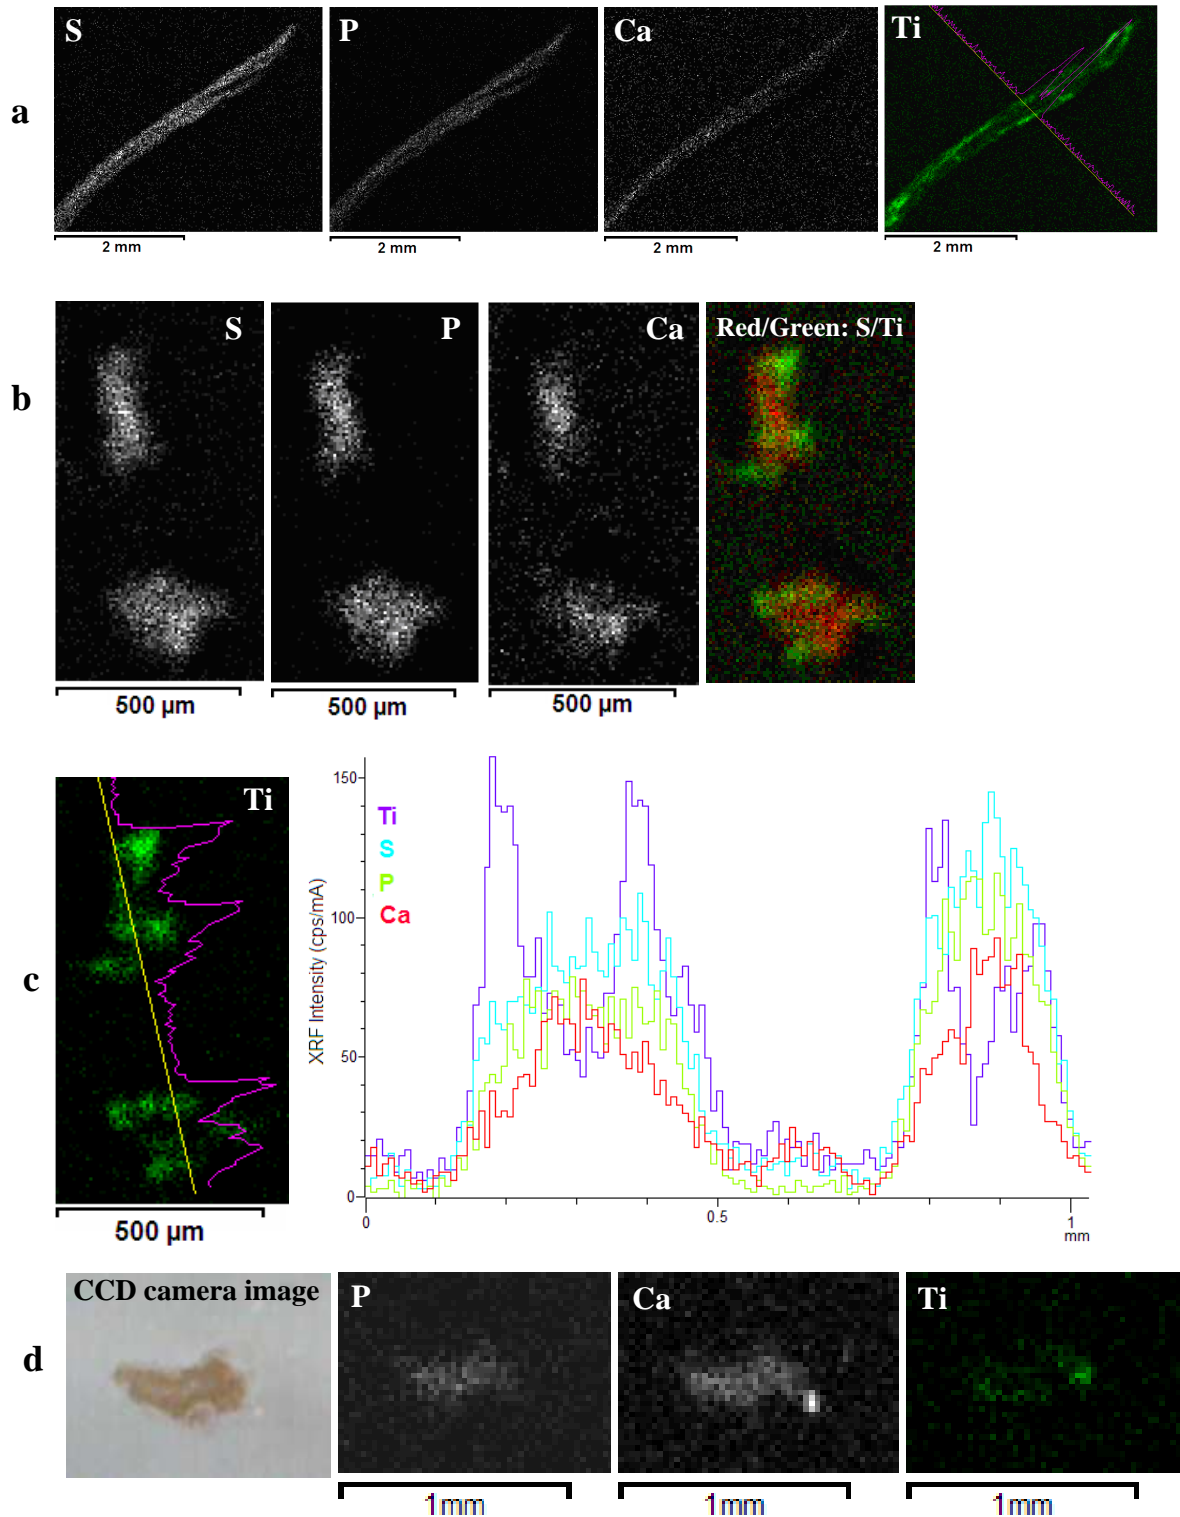 S P Ca Ti
a
2 mm 2 mm 2 mm 2 mm
S P Ca Red/Green: S/Ti
b
500 µm 500 µm 500 µm
Ti
c
500 µm
XRF Intensity (cps/mA)
150
100
50
0
Ti
S
P
Ca
0 0.5 1
mm
CCD camera image P Ca Ti
d
1mm 1mm 1mm